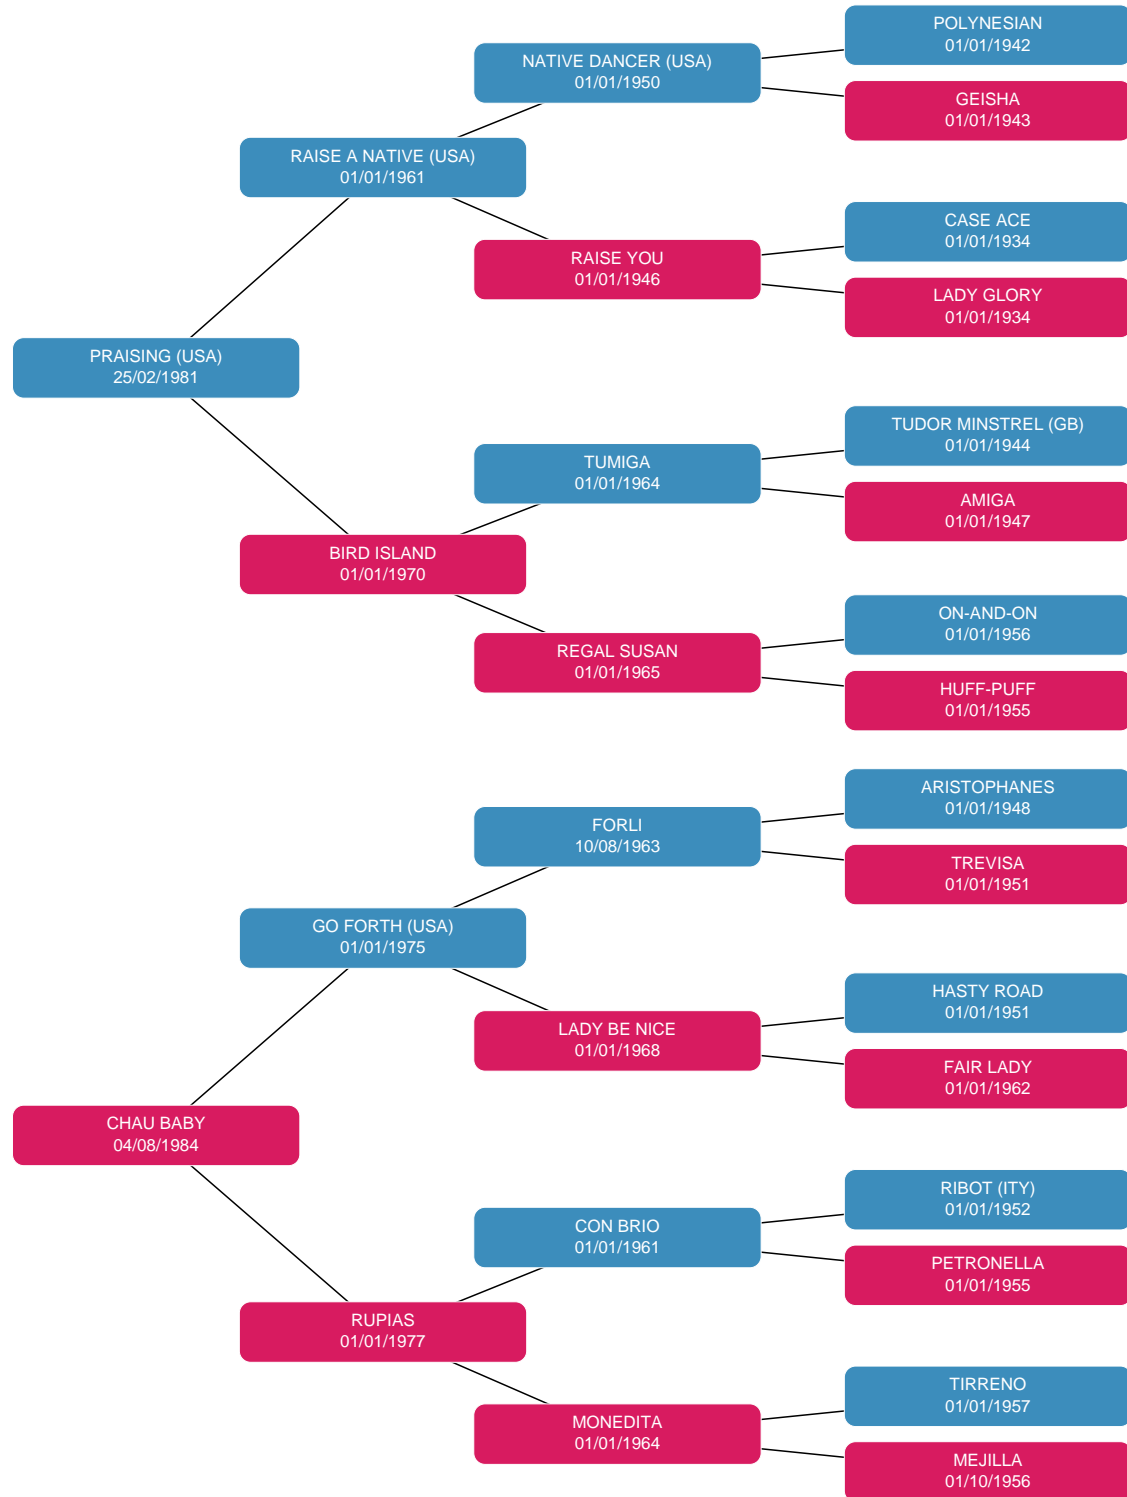 POLYNESIAN
01/01/1942
NATIVE DANCER (USA)
01/01/1950
GEISHA
01/01/1943
RAISE A NATIVE (USA)
01/01/1961
CASE ACE
01/01/1934
RAISE YOU
01/01/1946
LADY GLORY
01/01/1934
PRAISING (USA)
25/02/1981
TUDOR MINSTREL (GB)
01/01/1944
TUMIGA
01/01/1964
AMIGA
01/01/1947
BIRD ISLAND
01/01/1970
ON-AND-ON
01/01/1956
REGAL SUSAN
01/01/1965
HUFF-PUFF
01/01/1955
ARISTOPHANES
01/01/1948
FORLI
10/08/1963
TREVISA
01/01/1951
GO FORTH (USA)
01/01/1975
HASTY ROAD
01/01/1951
LADY BE NICE
01/01/1968
FAIR LADY
01/01/1962
CHAU BABY
04/08/1984
RIBOT (ITY)
01/01/1952
CON BRIO
01/01/1961
PETRONELLA
01/01/1955
RUPIAS
01/01/1977
TIRRENO
01/01/1957
MONEDITA
01/01/1964
MEJILLA
01/10/1956